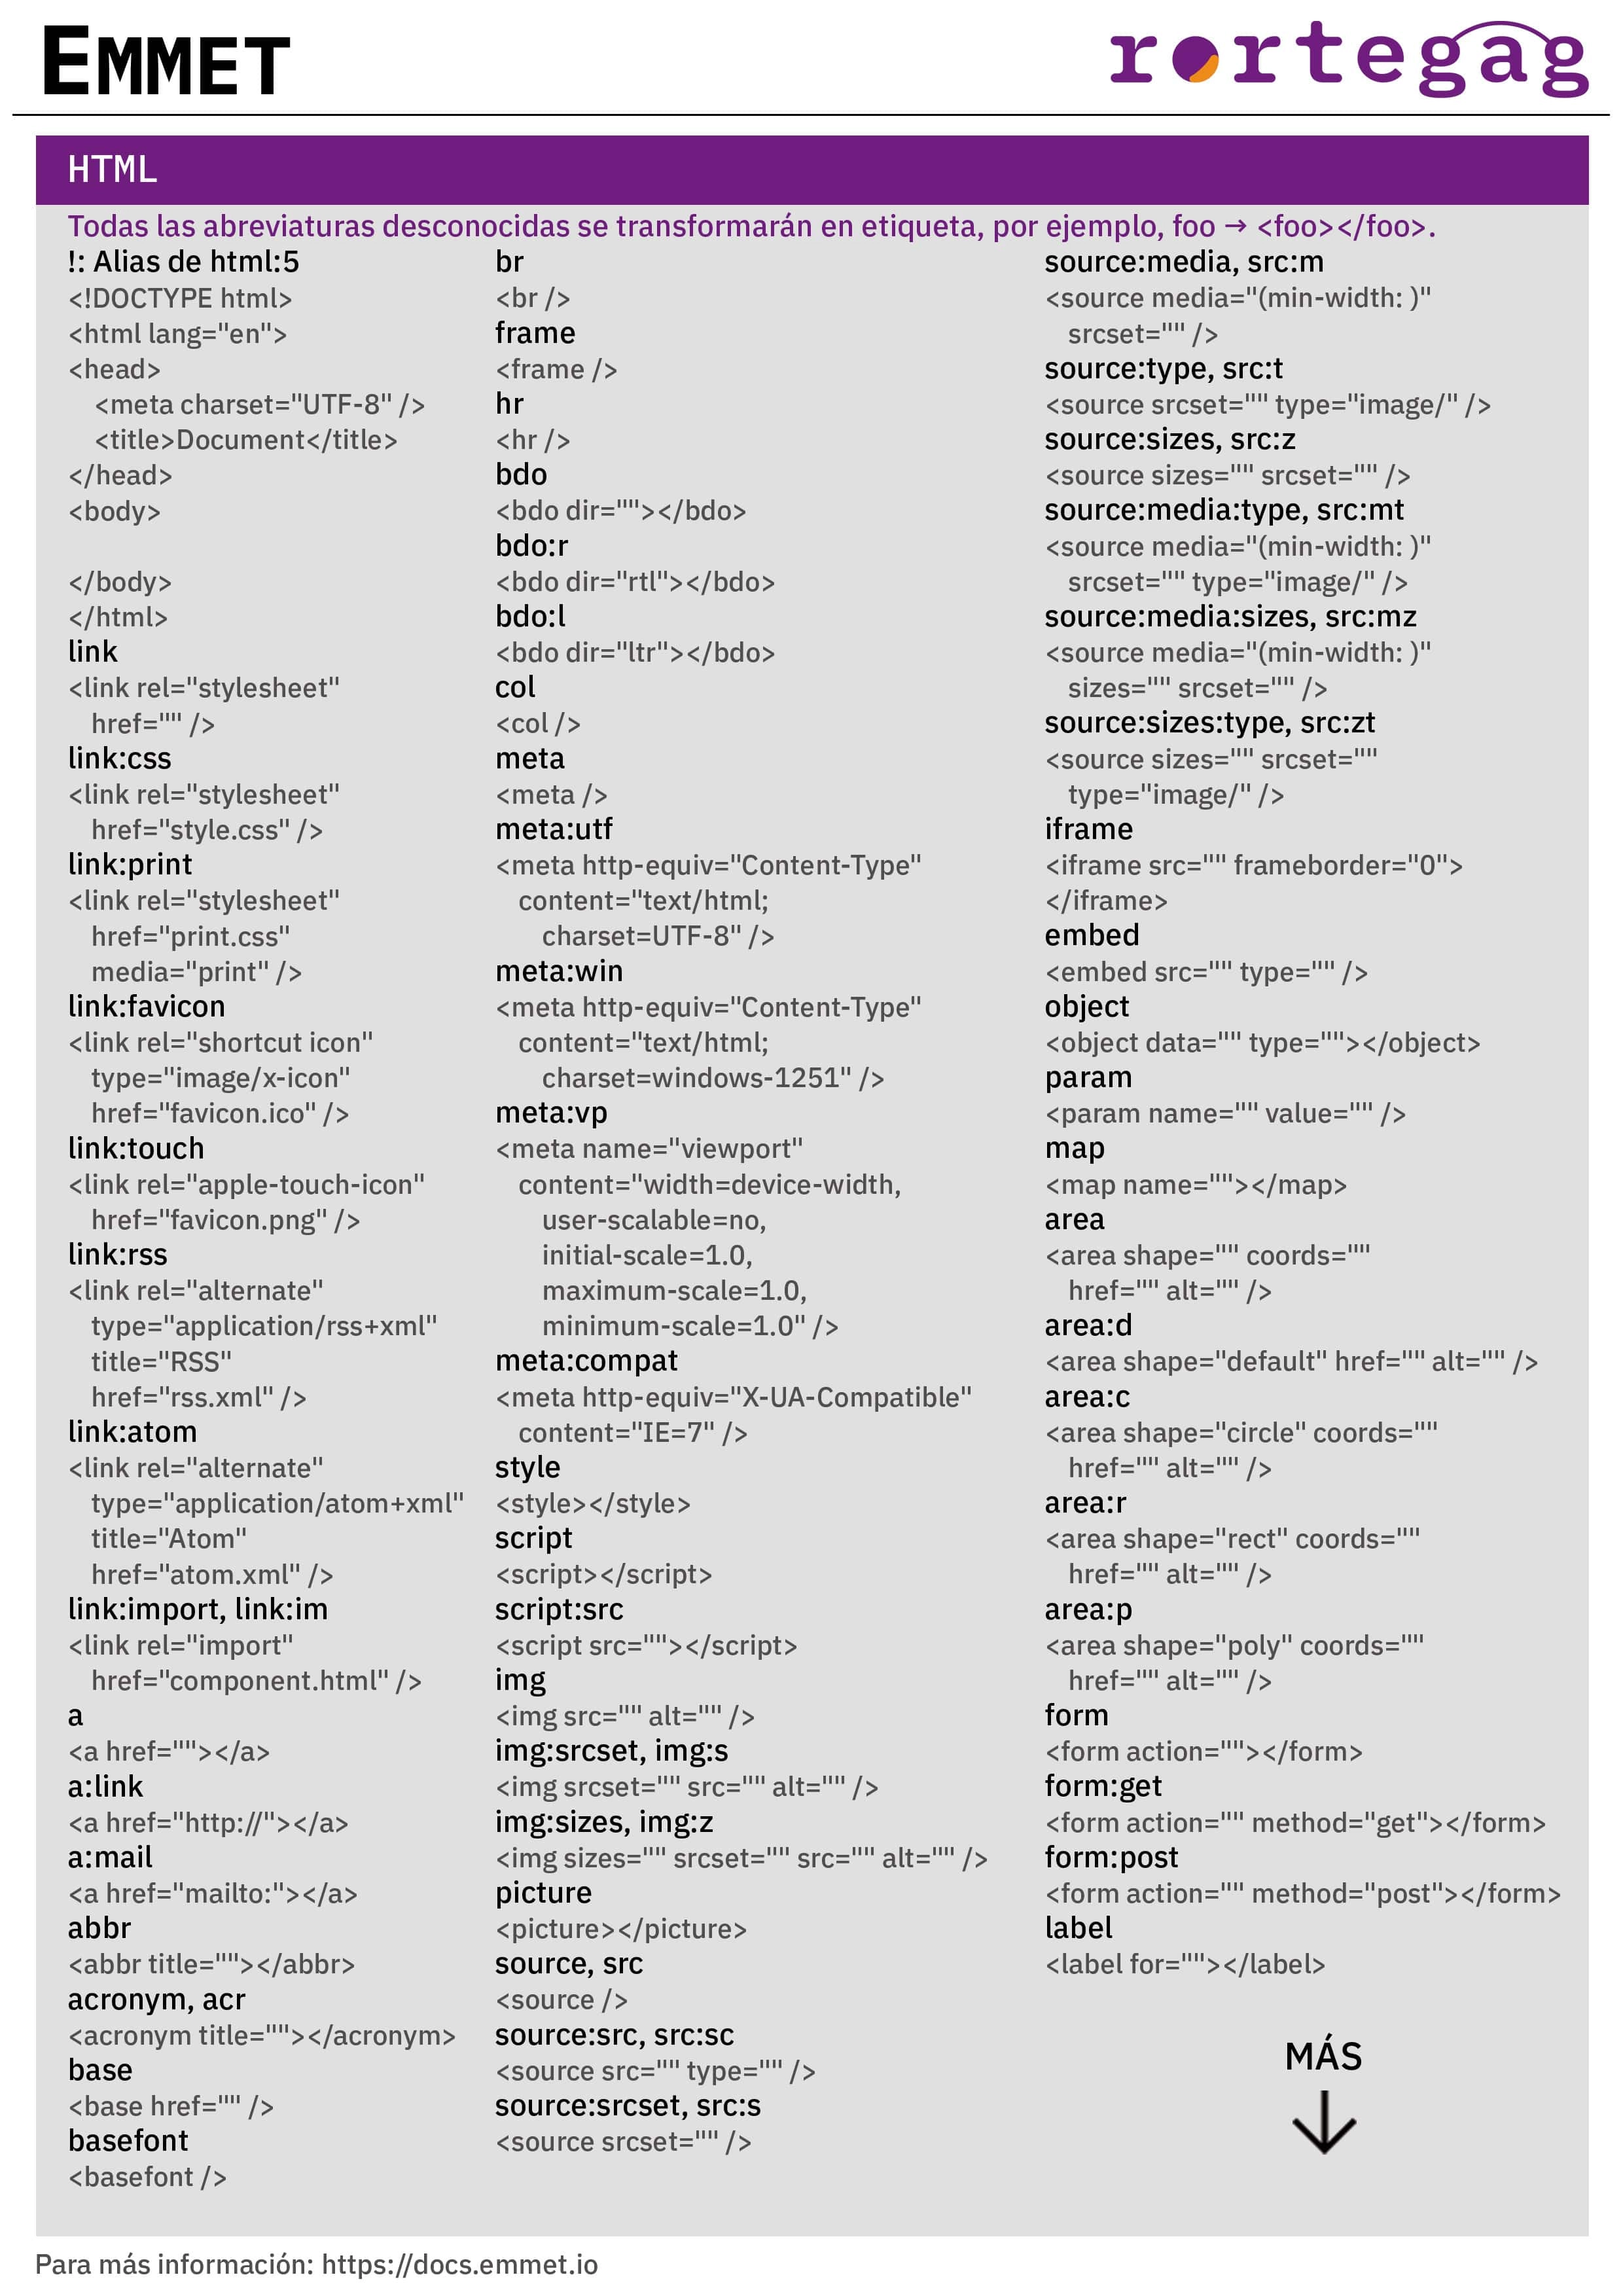 EMMET
rortegag
HTML
Todas las abreviaturas desconocidas se transformarán en etiqueta, por ejemplo, foo → <foo></foo>.
!: Alias de html:5
<!DOCTYPE html>
<html lang="en">
<head>
<meta charset="UTF-8" />
<title>Document</title>
</head>
<body>
</body>
</html>
link
<link rel="stylesheet"
href="" />
link:css
<link rel="stylesheet"
href="style.css" />
link:print
<link rel="stylesheet"
href="print.css"
media="print" />
link:favicon
<link rel="shortcut icon"
type="image/x-icon"
href="favicon.ico" />
link:touch
<link rel="apple-touch-icon"
href="favicon.png" />
link:rss
<link rel="alternate"
type="application/rss+xml"
title="RSS"
href="rss.xml" />
link:atom
<link rel="alternate"
type="application/atom+xml"
title="Atom"
href="atom.xml" />
link:import, link:im
<link rel="import"
href="component.html" />
a
<a href=""></a>
a:link
<a href="http://"></a>
a:mail
<a href="mailto:"></a>
abbr
<abbr title=""></abbr>
acronym, acr
<acronym title=""></acronym>
base
<base href="" />
basefont
<basefont />
br
<br />
frame
<frame />
hr
<hr />
bdo
<bdo dir=""></bdo>
bdo:r
<bdo dir="rtl"></bdo>
bdo:l
<bdo dir="ltr"></bdo>
col
<col />
meta
<meta />
meta:utf
<meta http-equiv="Content-Type"
content="text/html;
charset=UTF-8" />
meta:win
<meta http-equiv="Content-Type"
content="text/html;
charset=windows-1251" />
meta:vp
<meta name="viewport"
content="width=device-width,
user-scalable=no,
initial-scale=1.0,
maximum-scale=1.0,
minimum-scale=1.0" />
meta:compat
<meta http-equiv="X-UA-Compatible"
content="IE=7" />
style
<style></style>
script
<script></script>
script:src
<script src=""></script>
img
<img src="" alt="" />
img:srcset, img:s
<img srcset="" src="" alt="" />
img:sizes, img:z
<img sizes="" srcset="" src="" alt="" />
picture
<picture></picture>
source, src
<source />
source:src, src:sc
<source src="" type="" />
source:srcset, src:s
<source srcset="" />
source:media, src:m
<source media="(min-width: )"
srcset="" />
source:type, src:t
<source srcset="" type="image/" />
source:sizes, src:z
<source sizes="" srcset="" />
source:media:type, src:mt
<source media="(min-width: )"
srcset="" type="image/" />
source:media:sizes, src:mz
<source media="(min-width: )"
sizes="" srcset="" />
source:sizes:type, src:zt
<source sizes="" srcset=""
type="image/" />
iframe
<iframe src="" frameborder="0">
</iframe>
embed
<embed src="" type="" />
object
<object data="" type=""></object>
param
<param name="" value="" />
map
<map name=""></map>
area
<area shape="" coords=""
href="" alt="" />
area:d
<area shape="default" href="" alt="" />
area:c
<area shape="circle" coords=""
href="" alt="" />
area:r
<area shape="rect" coords=""
href="" alt="" />
area:p
<area shape="poly" coords=""
href="" alt="" />
form
<form action=""></form>
form:get
<form action="" method="get"></form>
form:post
<form action="" method="post"></form>
label
<label for=""></label>
MÁS
Para más información: https://docs.emmet.io